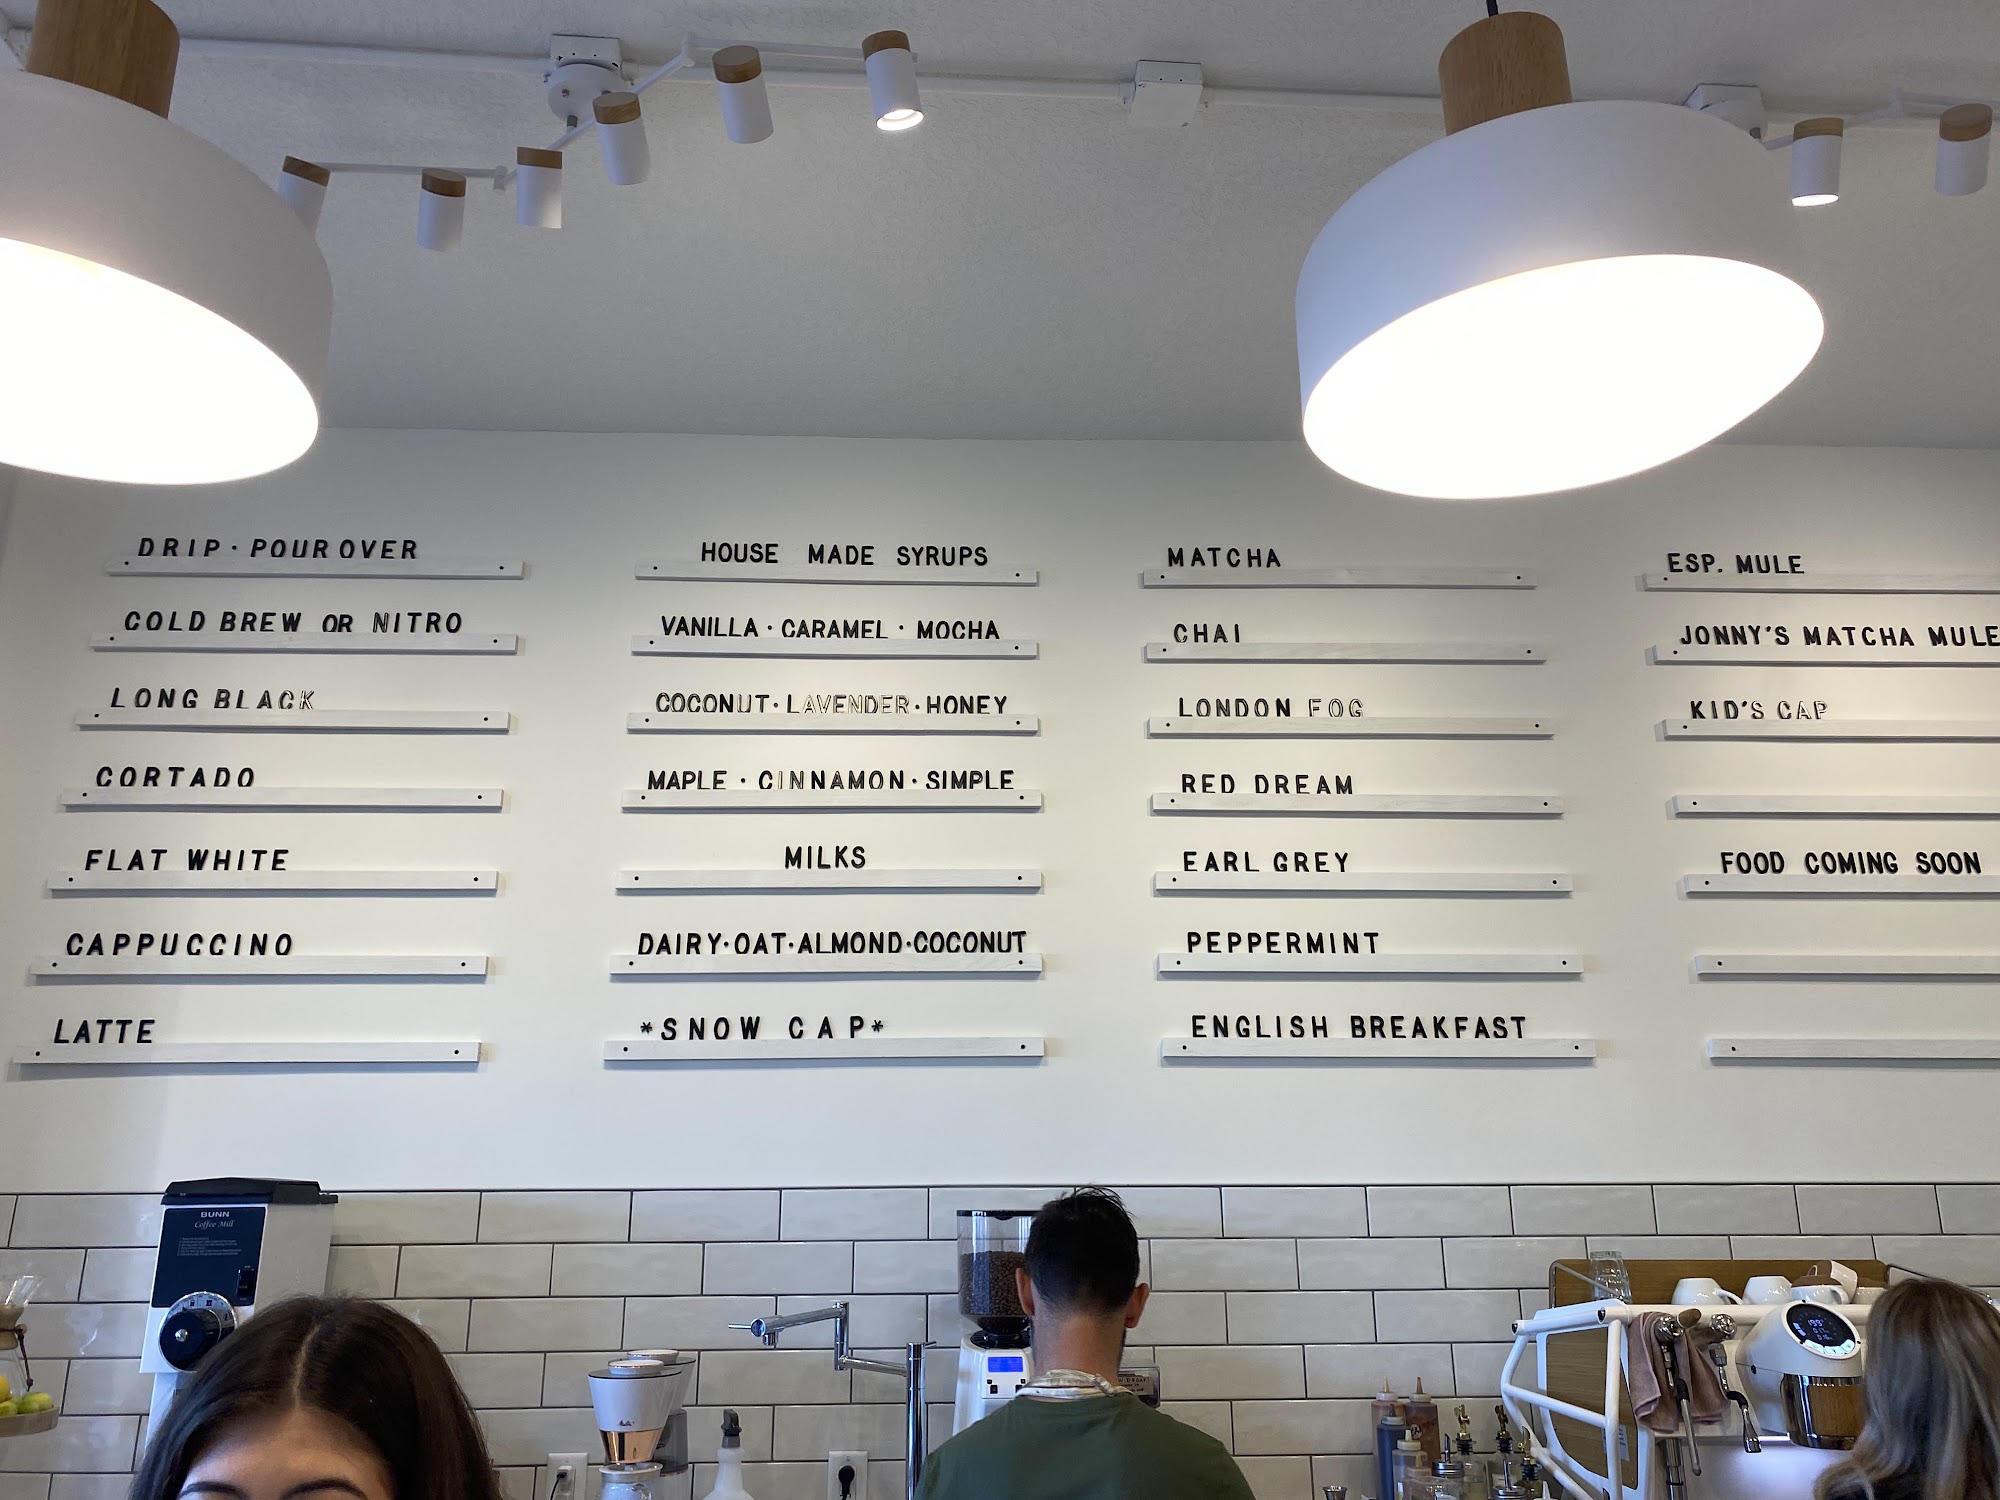 DRIP · POUR OVER
COLD BREW OR NITRO
LONG BLACK
CORTADO
FLAT WHITE
CAPPUCCINO
LATTE
HOUSE MADE SYRUPS
VANILLA · CARAMEL · MOCHA
COCONUT · LAVENDER · HONEY
MAPLE · CINNAMON · SIMPLE
MILKS
DAIRY · OAT · ALMOND · COCONUT
*SNOW CAP*
MATCHA
CHAI
LONDON FOG
RED DREAM
EARL GREY
PEPPERMINT
ENGLISH BREAKFAST
ESP. MULE
JONNY'S MATCHA MULE
KID'S CAP
FOOD COMING SOON
BUNN
Coffee Mill